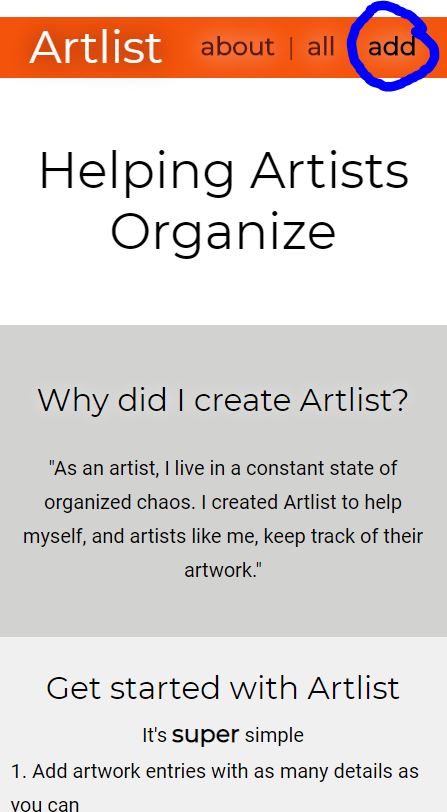 Artlist about | all add
Helping Artists
Organize
Why did I create Artlist?
"As an artist, I live in a constant state of
organized chaos. I created Artlist to help
myself, and artists like me, keep track of their
artwork."
Get started with Artlist
It's super simple
1. Add artwork entries with as many details as
you can